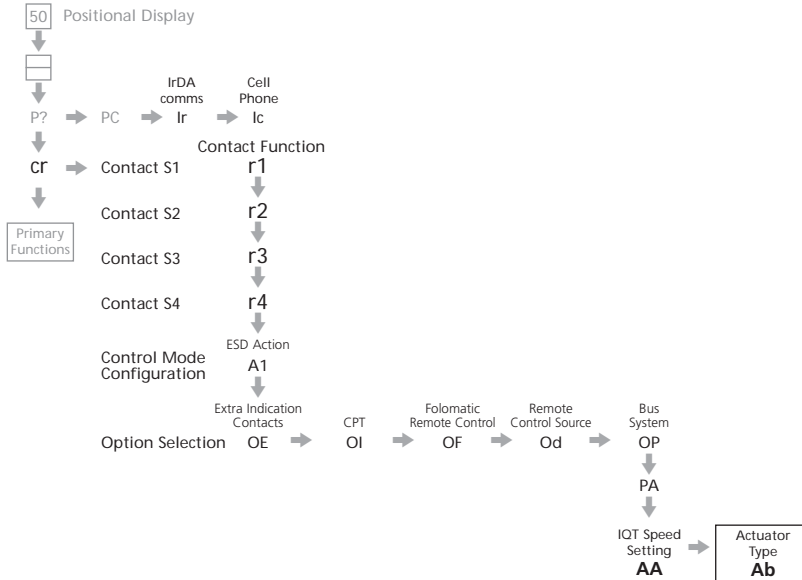 50 Positional Display
IrDA comms
Cell Phone
P? PC Ir Ic
Contact Function
cr Contact S1 r1
Contact S2 r2
Primary Functions
Contact S3 r3
Contact S4 r4
ESD Action
Control Mode Configuration A1
Extra Indication Contacts
CPT
Folomatic Remote Control
Remote Control Source
Bus System
Option Selection OE OI OF Od OP
PA
IQT Speed Setting
AA
Actuator Type
Ab